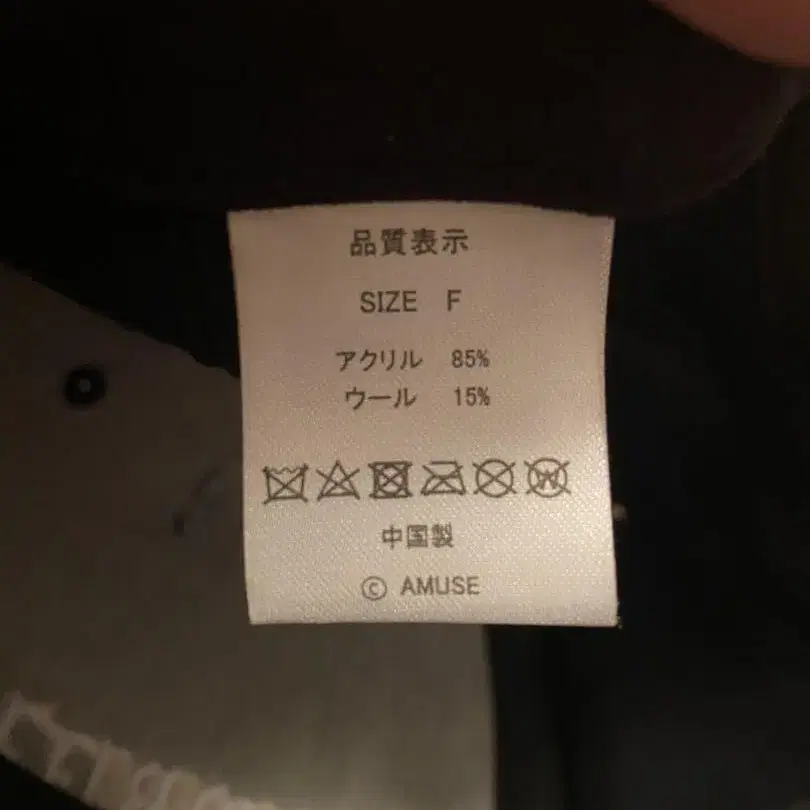 品質表示
SIZE F
アクリル 85%
ウール 15%
W
中国製
© AMUSE